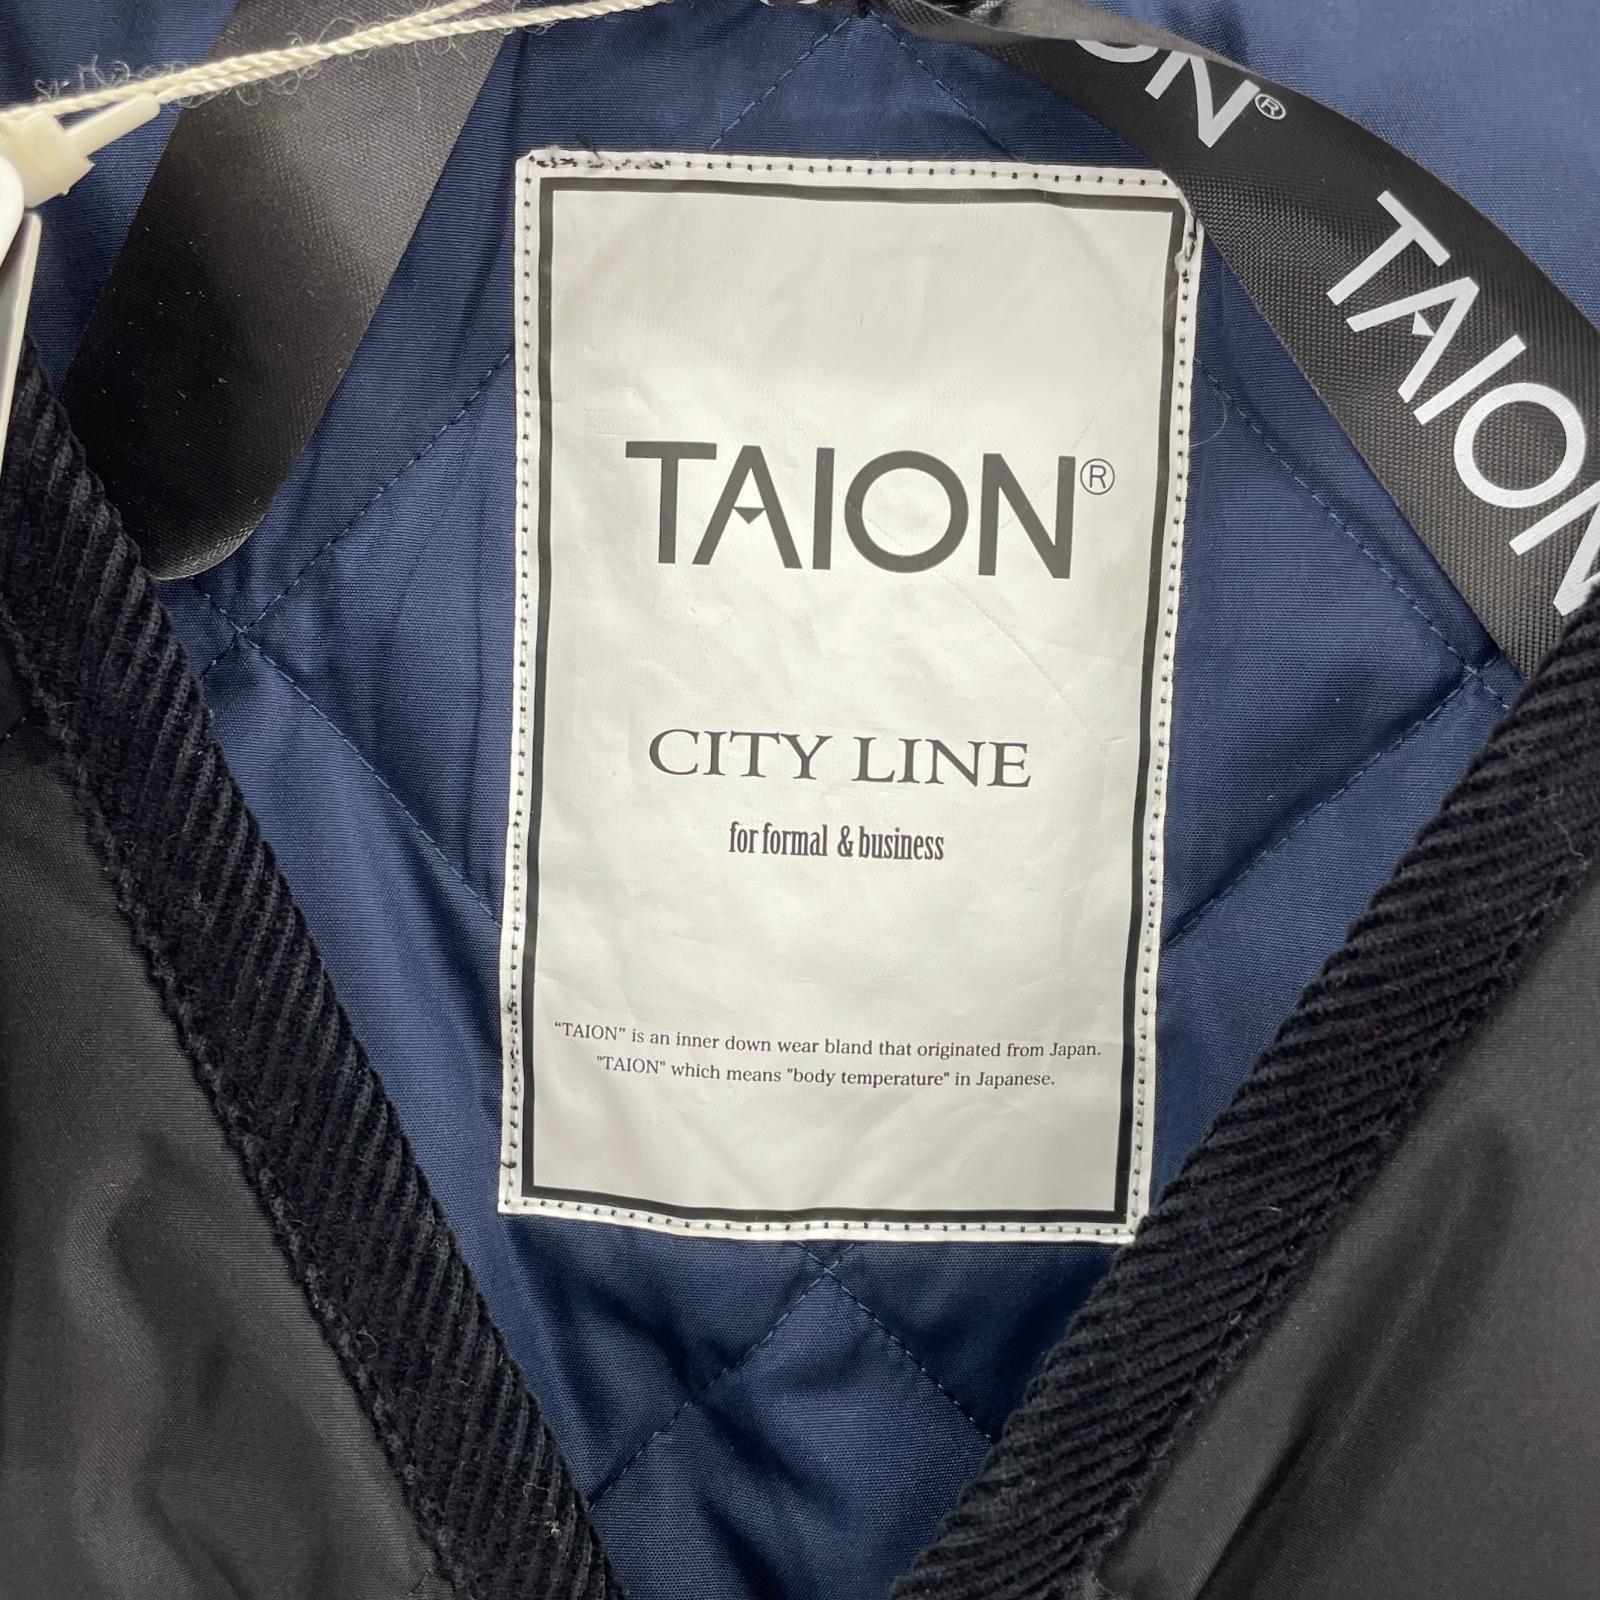 ON®
TAION
TAION®
CITY LINE
for formal & business
“TAION” is an inner down wear bland that originated from Japan.
"TAION" which means "body temperature" in Japanese.